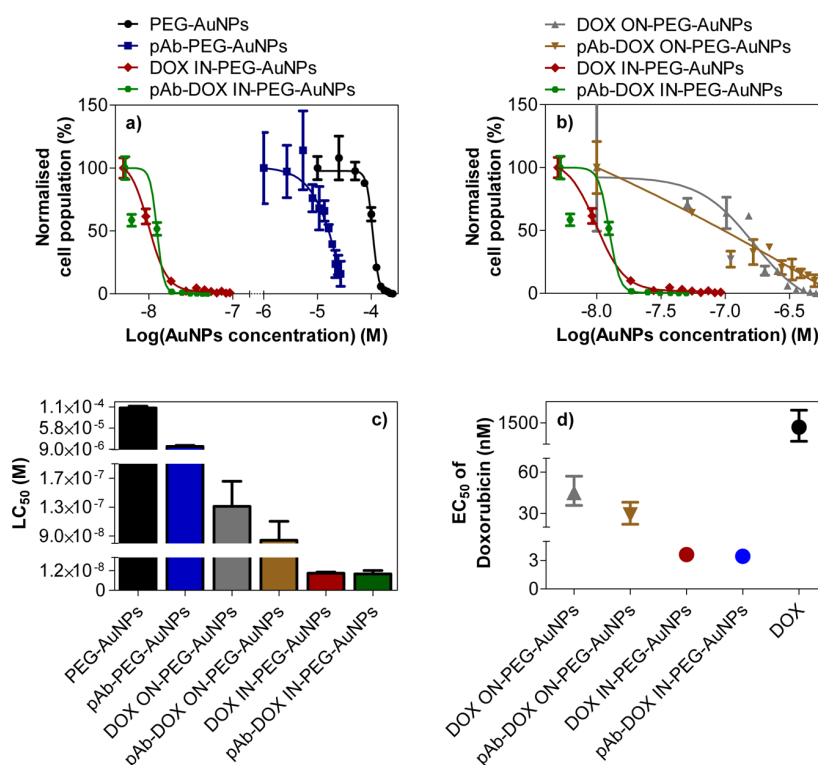 PEG-AuNPs
pAb-PEG-AuNPs
DOX IN-PEG-AuNPs
pAb-DOX IN-PEG-AuNPs
a)
Normalised
cell population (%)
150
100
50
0
-8
-7
-6
-5
-4
Log(AuNPs concentration) (M)
DOX ON-PEG-AuNPs
pAb-DOX ON-PEG-AuNPs
DOX IN-PEG-AuNPs
pAb-DOX IN-PEG-AuNPs
b)
Normalised
cell population (%)
150
100
50
0
-8.0
-7.5
-7.0
-6.5
Log(AuNPs concentration) (M)
c)
LC50 (M)
1.1×10-4
5.8×10-5
9.0×10-6
1.7×10-7
1.3×10-7
9.0×10-8
1.2×10-8
0
PEG-AuNPs
pAb-PEG-AuNPs
DOX ON-PEG-AuNPs
pAb-DOX ON-PEG-AuNPs
DOX IN-PEG-AuNPs
pAb-DOX IN-PEG-AuNPs
d)
EC50 of
Doxorubicin (nM)
1500
60
30
3
0
DOX ON-PEG-AuNPs
pAb-DOX ON-PEG-AuNPs
DOX IN-PEG-AuNPs
pAb-DOX IN-PEG-AuNPs
DOX